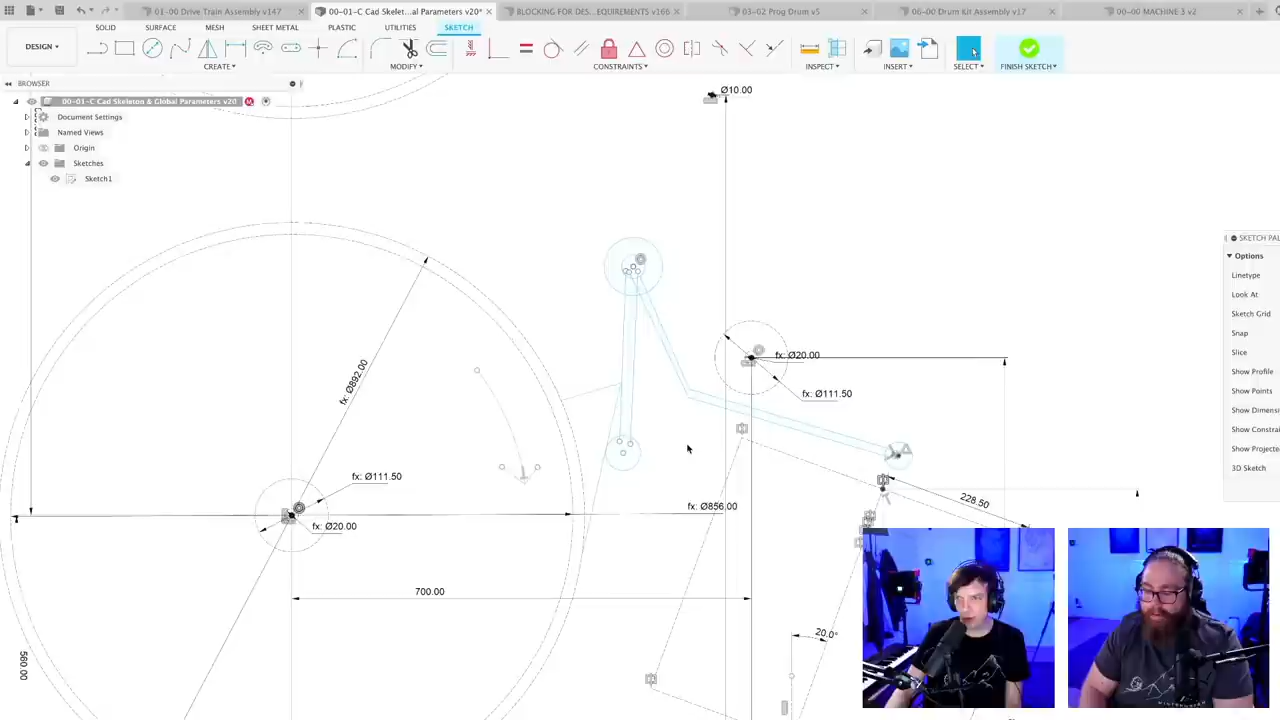 01-00 Drive Train Assembly v147
00-01-C Cad Skelet...al Parameters v20*
BLOCKING FOR DES...EQUIREMENTS v166
03-02 Prog Drum v5
06-00 Drum Kit Assembly v17
00-00 MACHINE 3 v2
SOLID
SURFACE
MESH
SHEET METAL
PLASTIC
UTILITIES
SKETCH
DESIGN
CREATE
MODIFY
CONSTRAINTS
INSPECT
INSERT
SELECT
FINISH SKETCH
BROWSER
00-01-C Cad Skeleton & Global Parameters v20
M
Document Settings
Named Views
Origin
Sketches
Sketch1
Ø10.00
fx: Ø892.00
fx: Ø20.00
fx: Ø111.50
fx: Ø111.50
fx: Ø20.00
fx: Ø856.00
228.50
700.00
20.0°
560.00
SKETCH PAL
Options
Linetype
Look At
Sketch Grid
Snap
Slice
Show Profile
Show Points
Show Dimens
Show Constrai
Show Projecte
3D Sketch